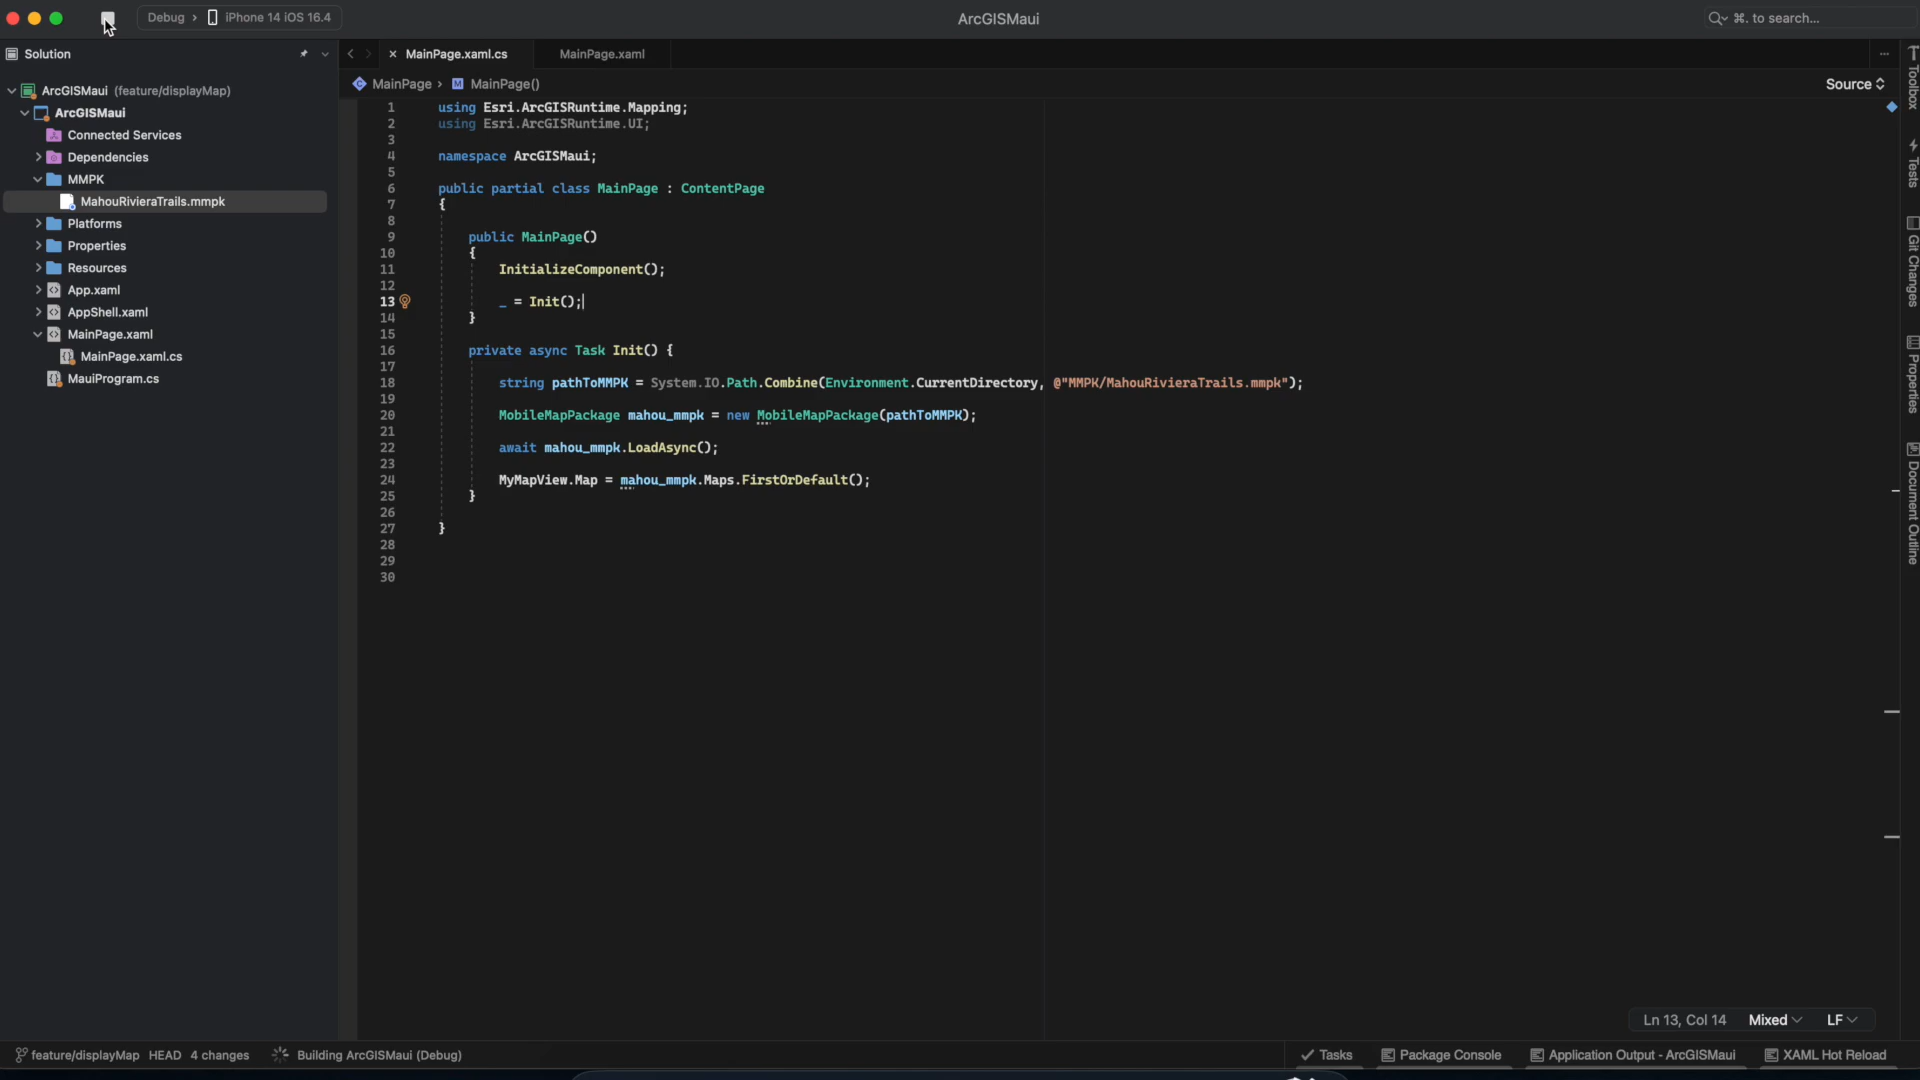 Debug › iPhone 14 iOS 16.4
ArcGISMaui
⌘. to search...
Solution
MainPage.xaml.cs
MainPage.xaml
MainPage › M MainPage()
Source
ArcGISMaui (feature/displayMap)
ArcGISMaui
Connected Services
Dependencies
MMPK
MahouRivieraTrails.mmpk
Platforms
Properties
Resources
App.xaml
AppShell.xaml
MainPage.xaml
MainPage.xaml.cs
MauiProgram.cs
1 using Esri.ArcGISRuntime.Mapping;
2 using Esri.ArcGISRuntime.UI;
3
4 namespace ArcGISMaui;
5
6 public partial class MainPage : ContentPage
7 {
8
9 public MainPage()
10 {
11 InitializeComponent();
12
13 _ = Init();
14 }
15
16 private async Task Init() {
17
18 string pathToMMPK = System.IO.Path.Combine(Environment.CurrentDirectory, @"MMPK/MahouRivieraTrails.mmpk");
19
20 MobileMapPackage mahou_mmpk = new MobileMapPackage(pathToMMPK);
21
22 await mahou_mmpk.LoadAsync();
23
24 MyMapView.Map = mahou_mmpk.Maps.FirstOrDefault();
25 }
26
27 }
28
29
30
Toolbox
Tests
Git Changes
Properties
Document Outline
Ln 13, Col 14 Mixed LF
feature/displayMap HEAD 4 changes Building ArcGISMaui (Debug)
Tasks Package Console Application Output - ArcGISMaui XAML Hot Reload